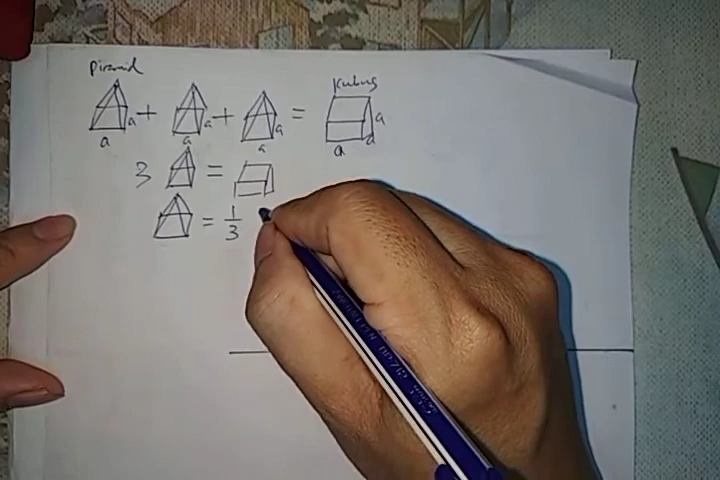 piramid kubus
a a + a a + a a = a a a
3 =
= 1/3